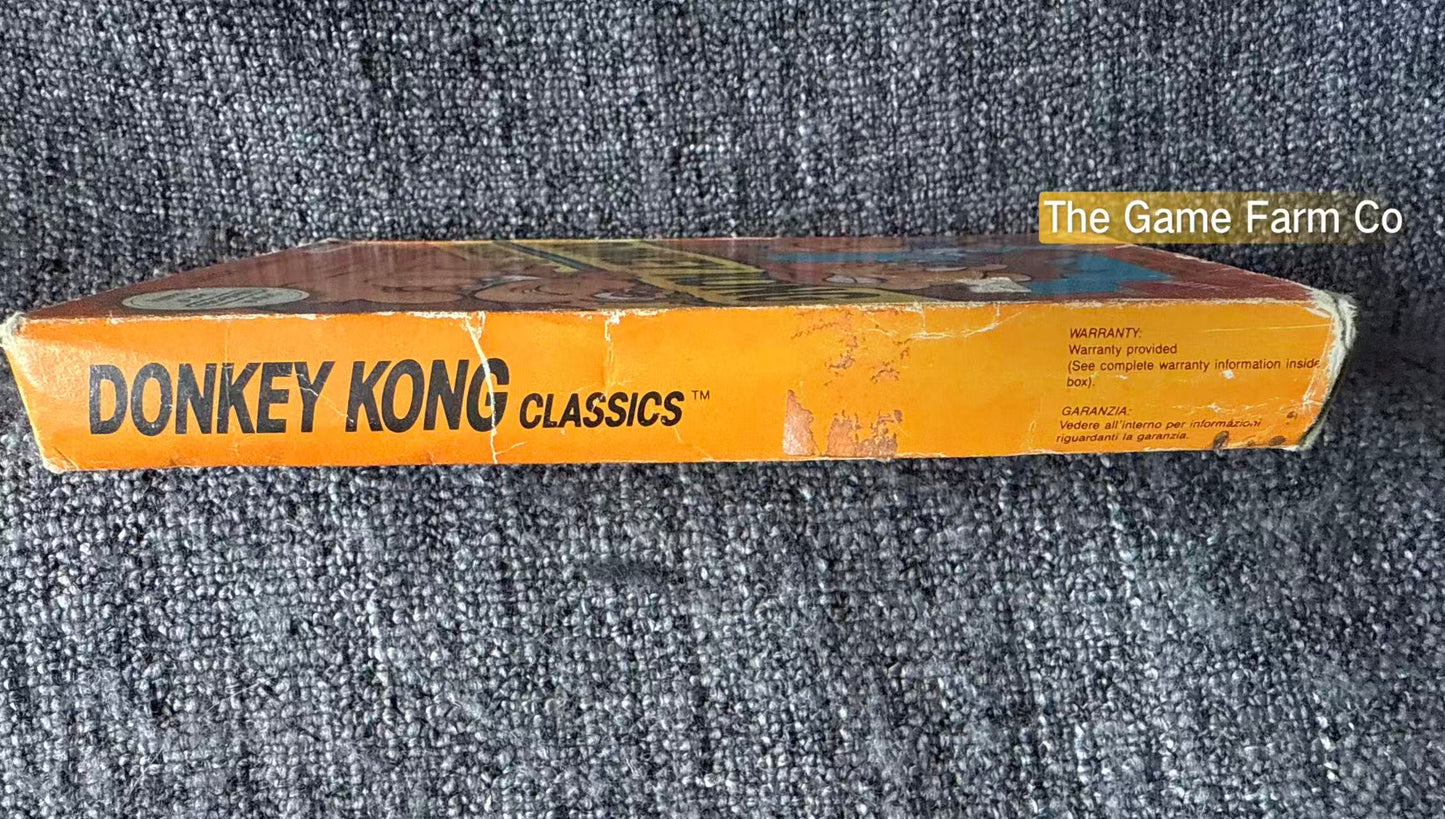 The Game Farm Co
DONKEY KONG CLASSICS™
WARRANTY:
Warranty provided
(See complete warranty information inside
box).
GARANZIA:
Vedere all'interno per informazioni
riguardanti la garanzia.